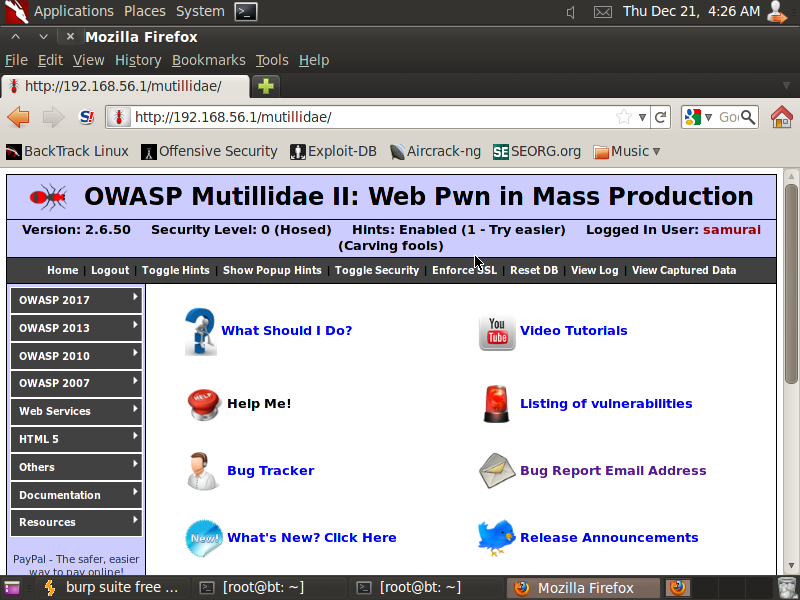 Applications Places System Thu Dec 21, 4:26 AM
Mozilla Firefox
File Edit View History Bookmarks Tools Help
http://192.168.56.1/mutillidae/
S! http://192.168.56.1/mutillidae/ Go
BackTrack Linux Offensive Security Exploit-DB Aircrack-ng SE SEORG.org Music
OWASP Mutillidae II: Web Pwn in Mass Production
Version: 2.6.50 Security Level: 0 (Hosed) Hints: Enabled (1 - Try easier) Logged In User: samurai
(Carving fools)
Home | Logout | Toggle Hints | Show Popup Hints | Toggle Security | Enforce SSL | Reset DB | View Log | View Captured Data
OWASP 2017
OWASP 2013
OWASP 2010
OWASP 2007
Web Services
HTML 5
Others
Documentation
Resources
PayPal - The safer, easier
way to pay online!
What Should I Do? You Tube Video Tutorials
HELP Help Me! Listing of vulnerabilities
Bug Tracker Bug Report Email Address
New! What's New? Click Here Release Announcements
burp suite free ... [root@bt: ~] [root@bt: ~] Mozilla Firefox